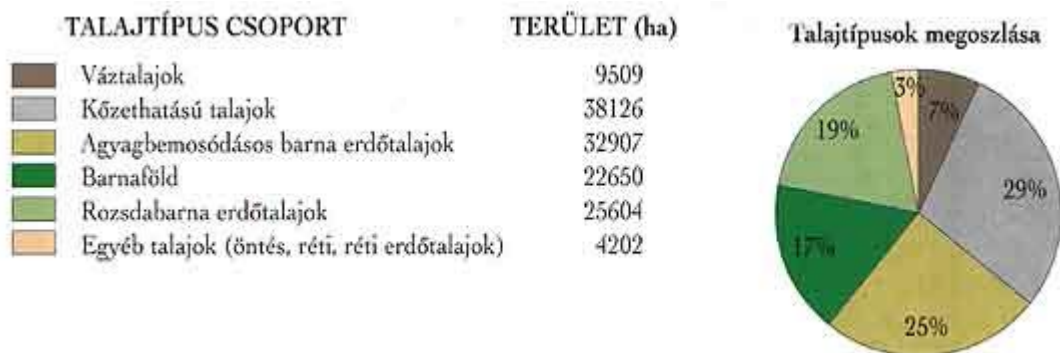 TALAJTÍPUS CSOPORT TERÜLET (ha)
Váztalajok 9509
Kőzethatású talajok 38126
Agyagbemosódásos barna erdőtalajok 32907
Barnaföld 22650
Rozsdabarna erdőtalajok 25604
Egyéb talajok (öntés, réti, réti erdőtalajok) 4202
Talajtípusok megoszlása
3%
7%
19%
29%
17%
25%